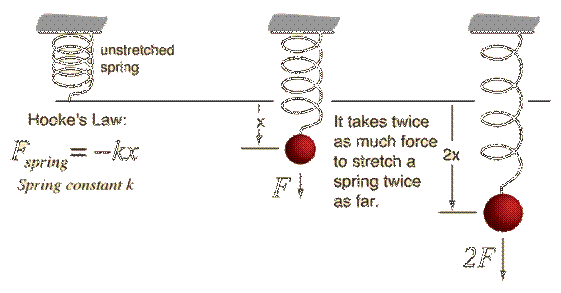 unstretched
spring
Hooke's Law:
F spring = -kx
Spring constant k
x
F
It takes twice
as much force
to stretch a
spring twice
as far.
2x
2F